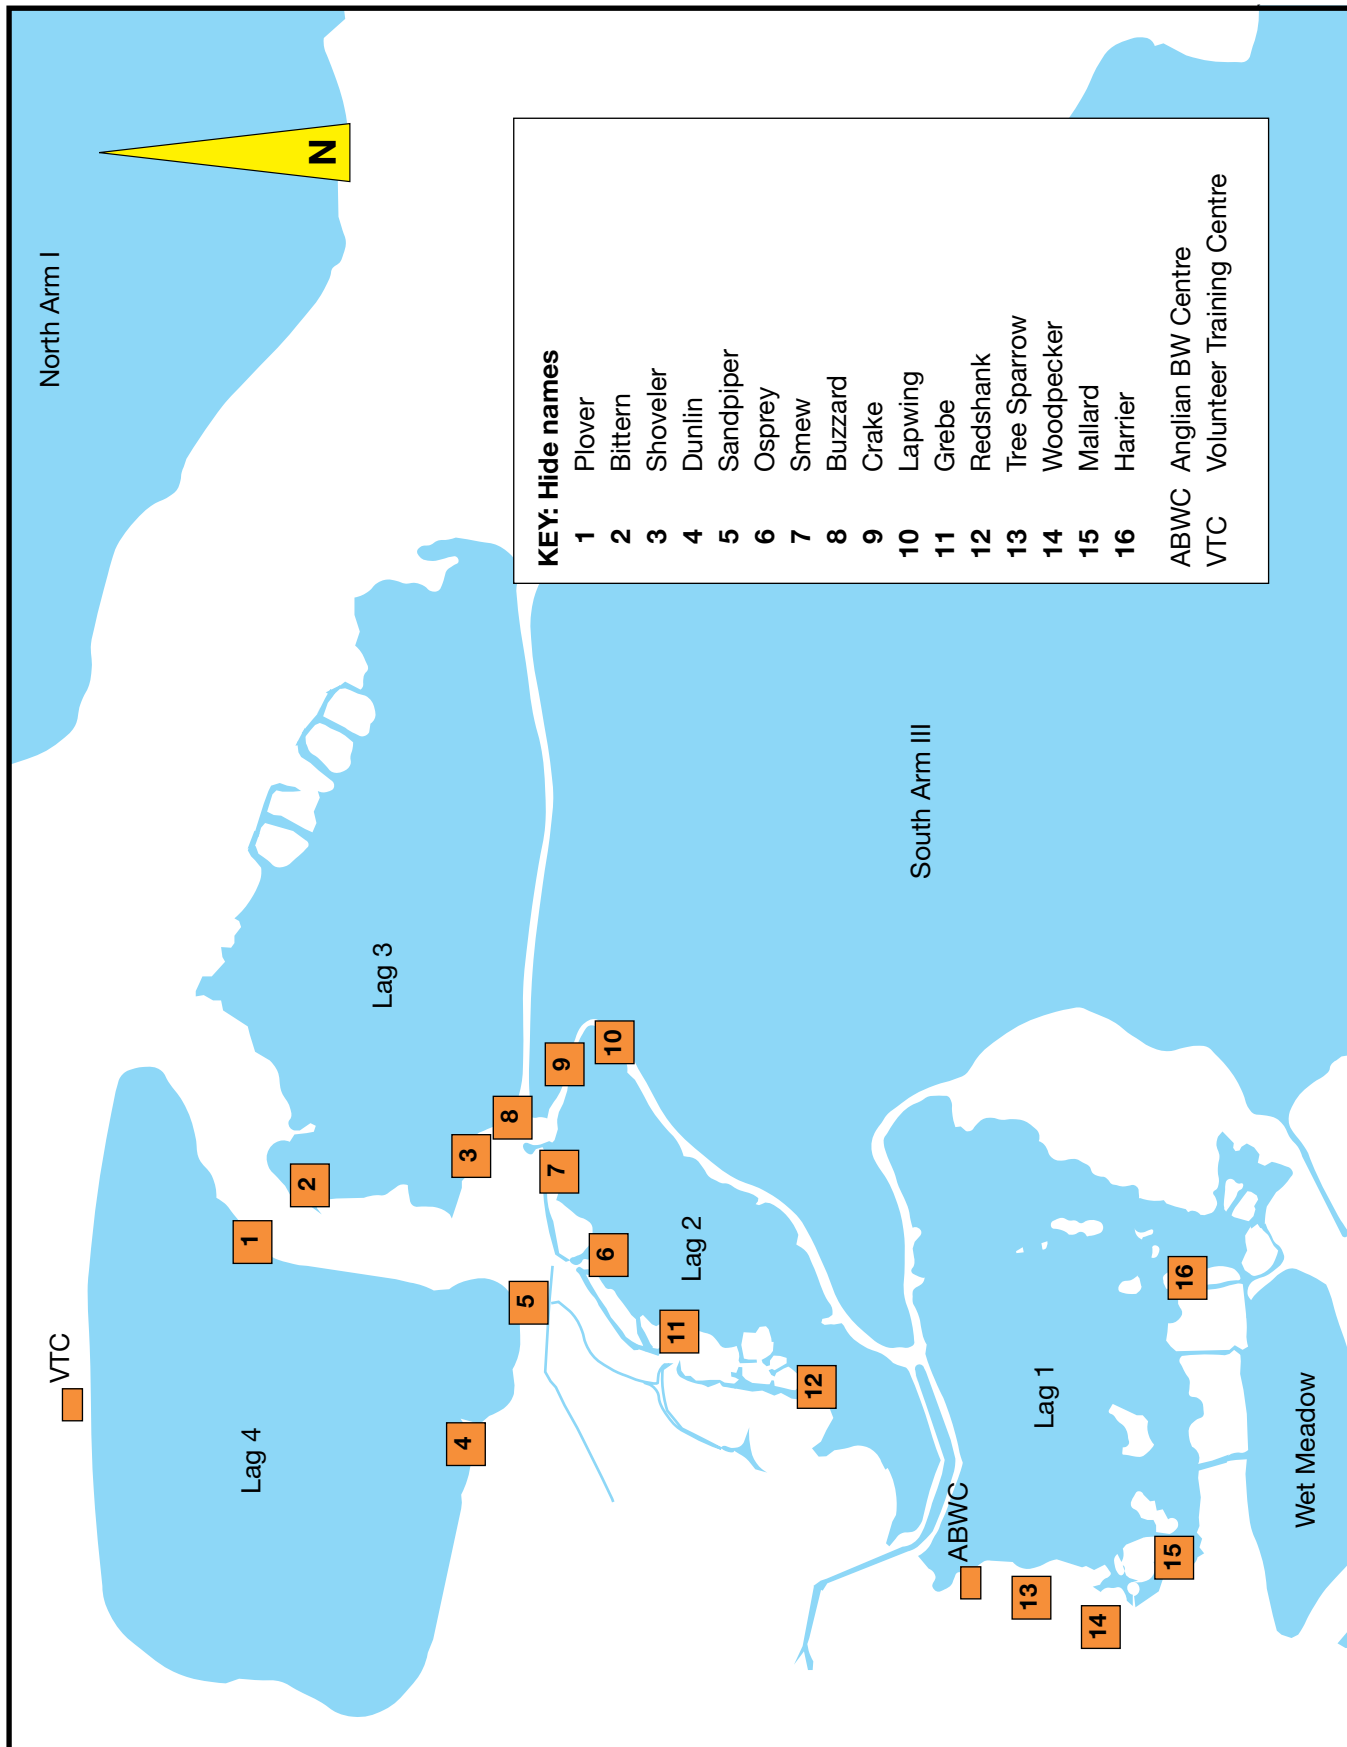 North Arm I
N
VTC
Lag 4
Lag 3
1
2
3
4
5
6
7
8
9
10
11
12
Lag 2
South Arm III
ABWC
Lag 1
13
14
15
16
Wet Meadow
KEY: Hide names
1 Plover
2 Bittern
3 Shoveler
4 Dunlin
5 Sandpiper
6 Osprey
7 Smew
8 Buzzard
9 Crake
10 Lapwing
11 Grebe
12 Redshank
13 Tree Sparrow
14 Woodpecker
15 Mallard
16 Harrier
ABWC Anglian BW Centre
VTC Volunteer Training Centre